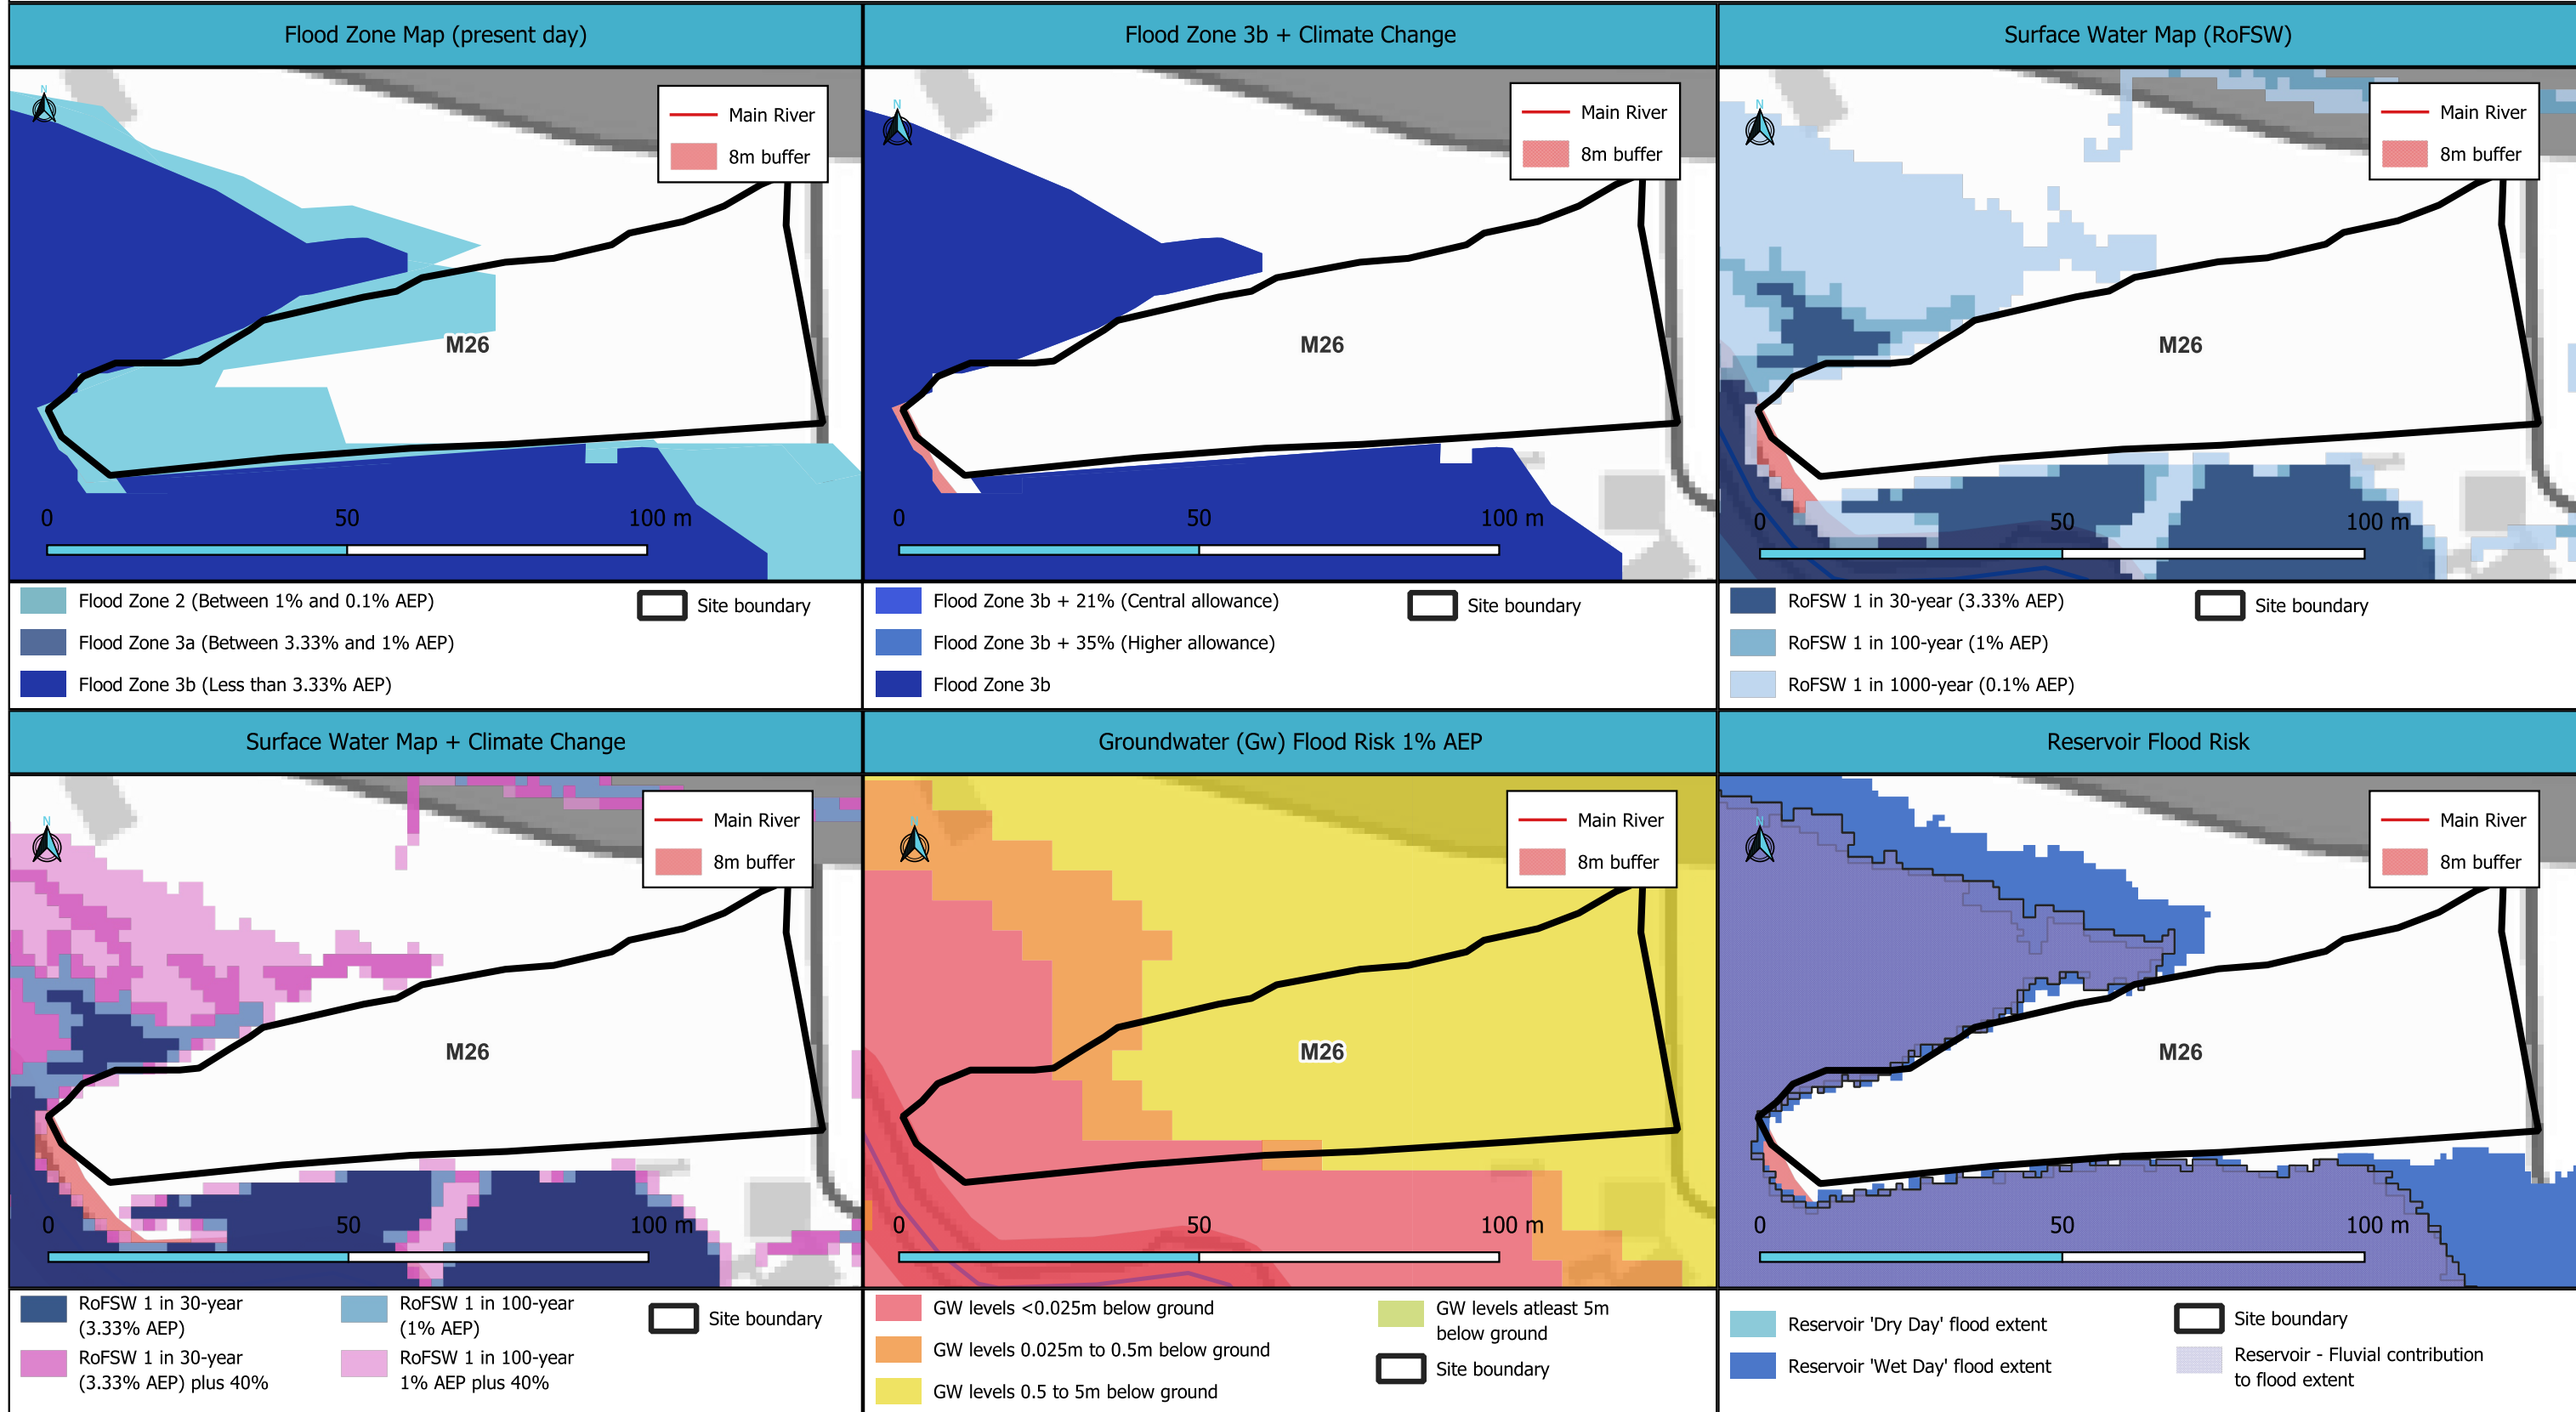 Flood Zone Map (present day)
Flood Zone 3b + Climate Change
Surface Water Map (RoFSW)
N
Main River
8m buffer
M26
0 50 100 m
N
Main River
8m buffer
M26
0 50 100 m
N
Main River
8m buffer
M26
0 50 100 m
Flood Zone 2 (Between 1% and 0.1% AEP)
Site boundary
Flood Zone 3a (Between 3.33% and 1% AEP)
Flood Zone 3b (Less than 3.33% AEP)
Flood Zone 3b + 21% (Central allowance)
Site boundary
Flood Zone 3b + 35% (Higher allowance)
Flood Zone 3b
RoFSW 1 in 30-year (3.33% AEP)
Site boundary
RoFSW 1 in 100-year (1% AEP)
RoFSW 1 in 1000-year (0.1% AEP)
Surface Water Map + Climate Change
Groundwater (Gw) Flood Risk 1% AEP
Reservoir Flood Risk
N
Main River
8m buffer
M26
0 50 100 m
N
Main River
8m buffer
M26
0 50 100 m
N
Main River
8m buffer
M26
0 50 100 m
RoFSW 1 in 30-year
(3.33% AEP)
RoFSW 1 in 30-year
(3.33% AEP) plus 40%
RoFSW 1 in 100-year
(1% AEP)
RoFSW 1 in 100-year
1% AEP plus 40%
Site boundary
GW levels <0.025m below ground
GW levels 0.025m to 0.5m below ground
GW levels 0.5 to 5m below ground
GW levels atleast 5m
below ground
Site boundary
Reservoir 'Dry Day' flood extent
Reservoir 'Wet Day' flood extent
Site boundary
Reservoir - Fluvial contribution
to flood extent